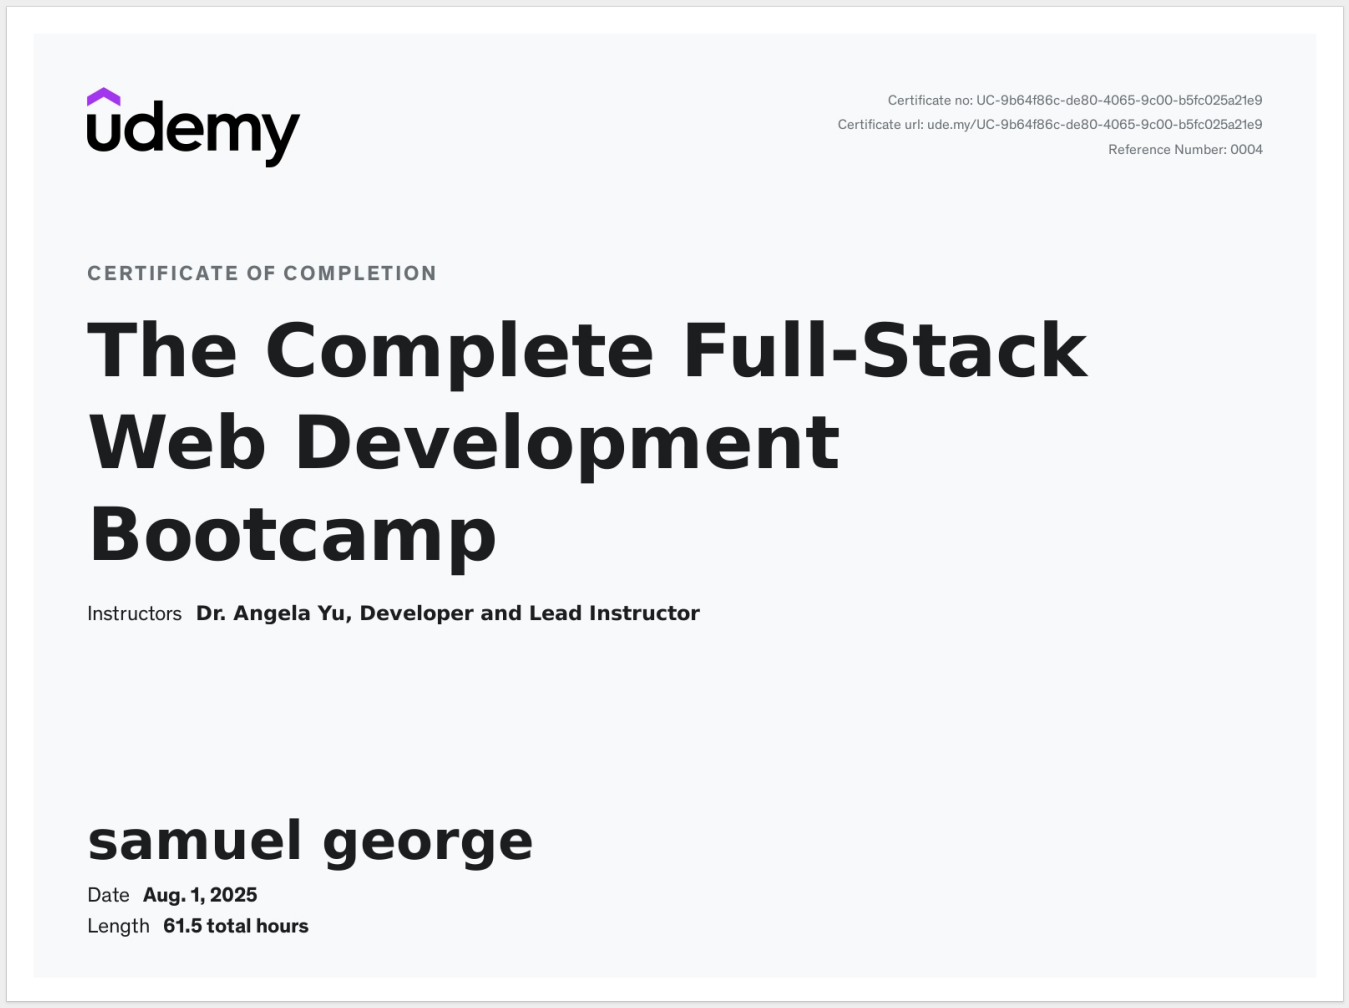 udemy
Certificate no: UC-9b64f86c-de80-4065-9c00-b5fc025a21e9
Certificate url: ude.my/UC-9b64f86c-de80-4065-9c00-b5fc025a21e9
Reference Number: 0004
CERTIFICATE OF COMPLETION
The Complete Full-Stack
Web Development
Bootcamp
Instructors Dr. Angela Yu, Developer and Lead Instructor
samuel george
Date Aug. 1, 2025
Length 61.5 total hours